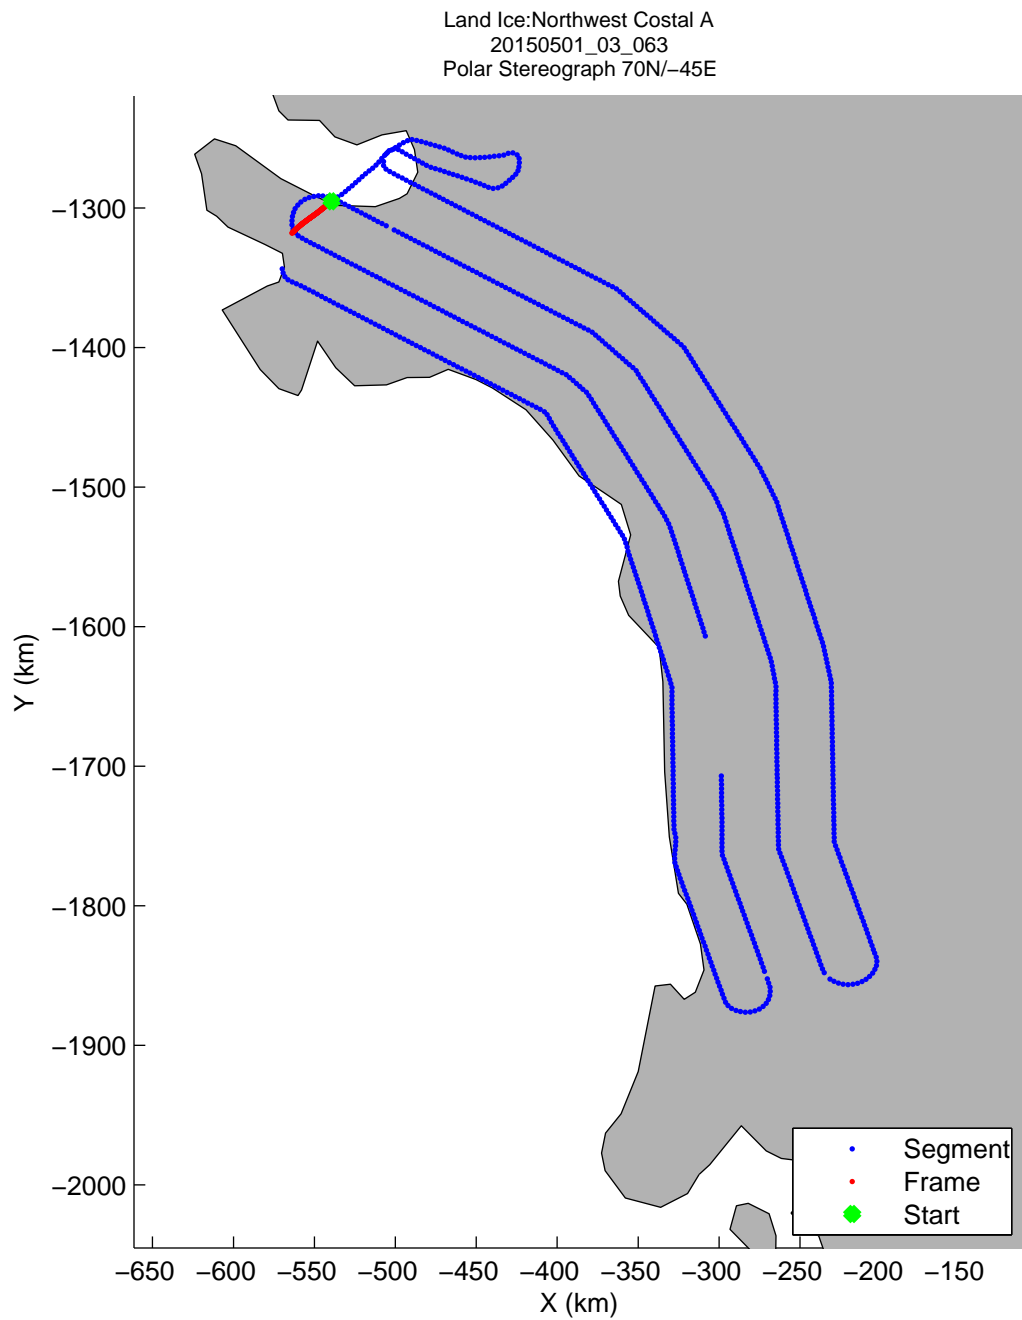 Land Ice:Northwest Costal A
20150501_03_063
Polar Stereograph 70N/−45E
−1300
−1400
−1500
−1600
−1700
−1800
−1900
−2000
Y (km)
Segment
Frame
Start
−650 −600 −550 −500 −450 −400 −350 −300 −250 −200 −150
X (km)